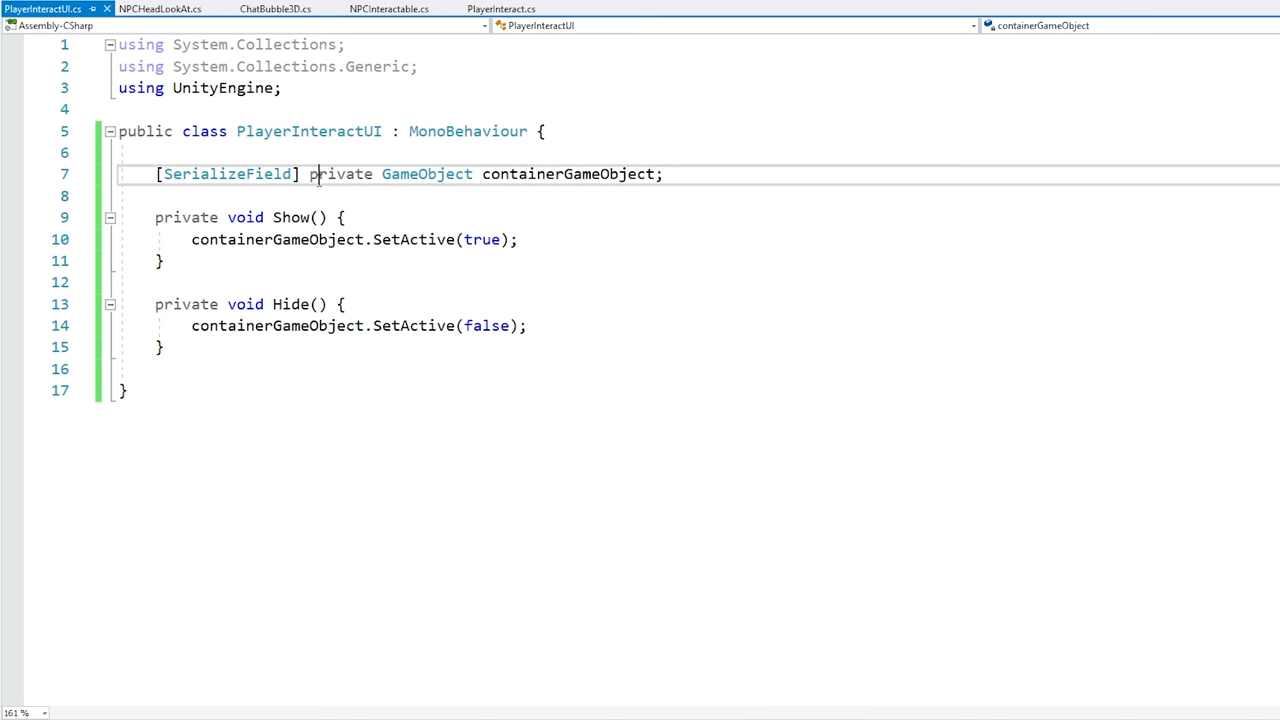 PlayerInteractUI.cs NPCHeadLookAt.cs ChatBubble3D.cs NPCInteractable.cs PlayerInteract.cs
Assembly-CSharp PlayerInteractUI containerGameObject
1 using System.Collections;
2 using System.Collections.Generic;
3 using UnityEngine;
4
5 public class PlayerInteractUI : MonoBehaviour {
6
7 [SerializeField] private GameObject containerGameObject;
8
9 private void Show() {
10 containerGameObject.SetActive(true);
11 }
12
13 private void Hide() {
14 containerGameObject.SetActive(false);
15 }
16
17 }
161 %